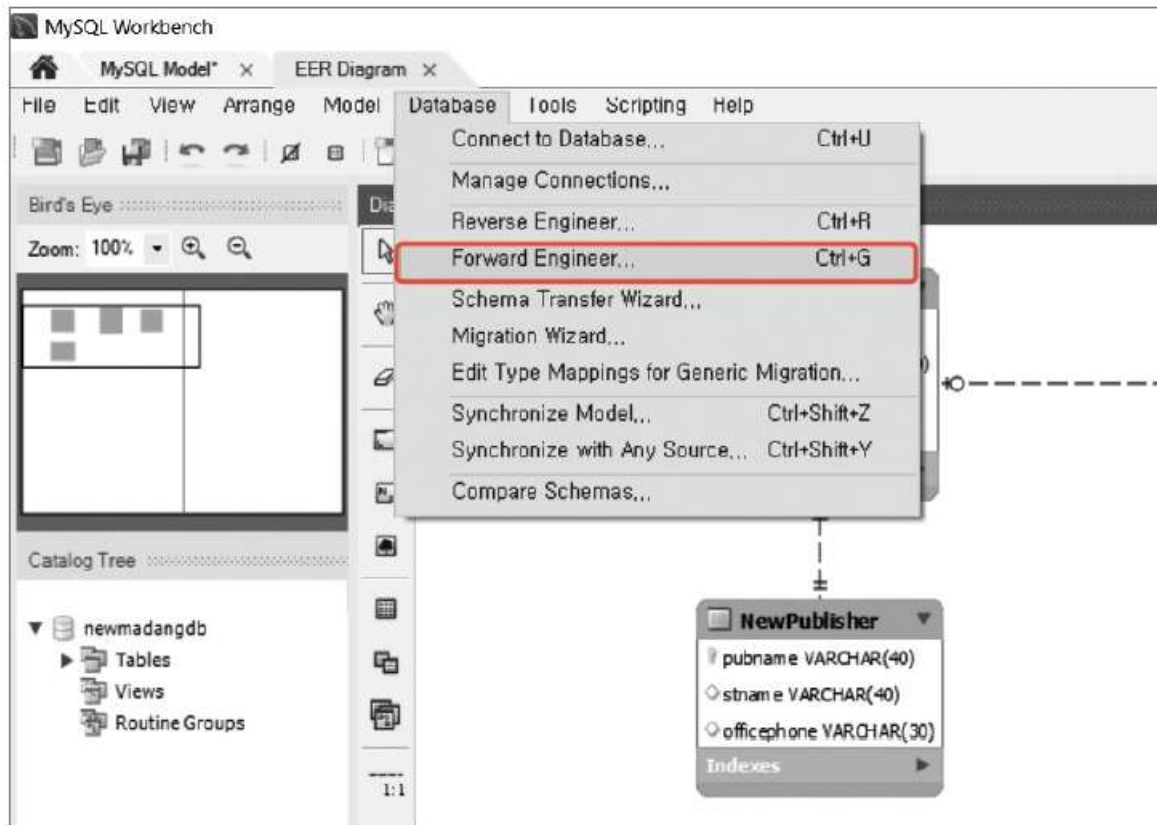 MySQL Workbench
MySQL Model* × EER Diagram ×
File Edit View Arrange Model Database Tools Scripting Help
Connect to Database... Ctrl+U
Manage Connections...
Bird's Eye
Reverse Engineer... Ctrl+R
Zoom: 100%
Forward Engineer... Ctrl+G
Schema Transfer Wizard...
Migration Wizard...
Edit Type Mappings for Generic Migration...
Synchronize Model... Ctrl+Shift+Z
Synchronize with Any Source... Ctrl+Shift+Y
Compare Schemas...
Catalog Tree
newmadangdb
Tables
Views
Routine Groups
1:1
NewPublisher
pubname VARCHAR(40)
stname VARCHAR(40)
officephone VARCHAR(30)
Indexes